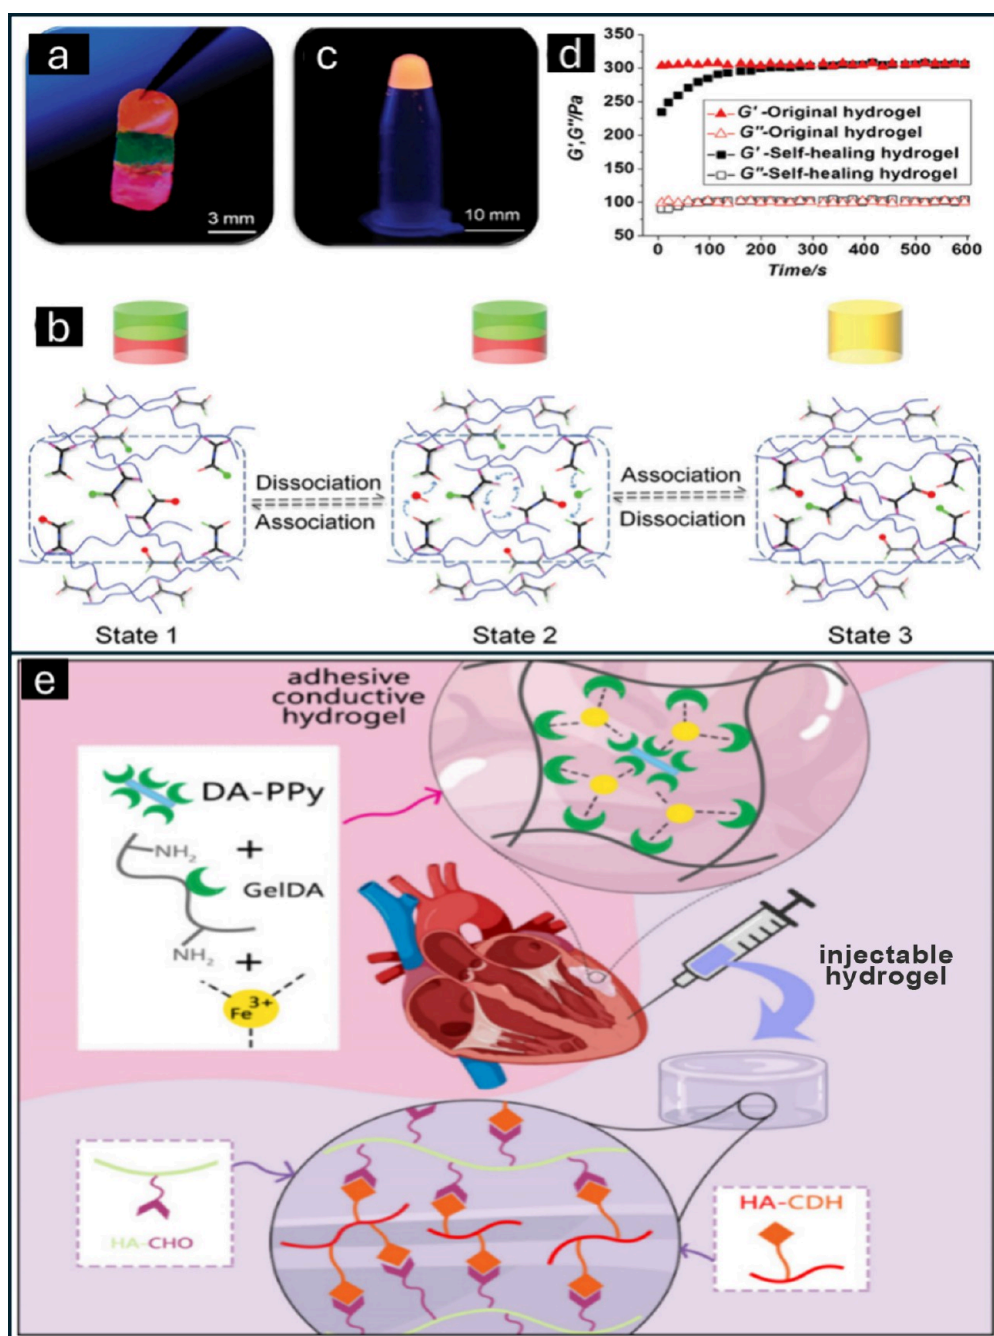 a
3 mm
c
10 mm
d
350
300
250
200
150
100
50
G',G''/Pa
G' -Original hydrogel
G''-Original hydrogel
G' -Self-healing hydrogel
G''-Self-healing hydrogel
0 100 200 300 400 500 600
Time/s
b
Dissociation
Association
Association
Dissociation
State 1
State 2
State 3
e
adhesive
conductive
hydrogel
DA-PPy
NH2
+
GelDA
NH2
+
Fe3+
injectable
hydrogel
HA-CHO
HA-CDH